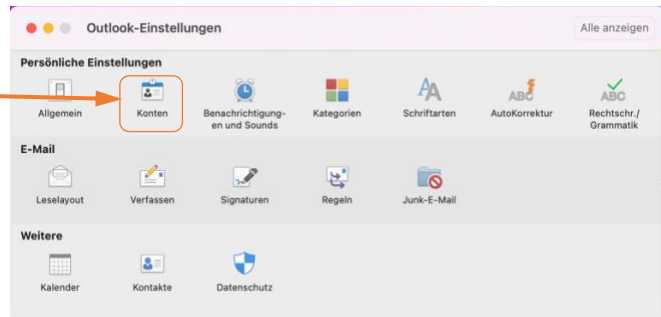 Outlook-Einstellungen
Alle anzeigen
Persönliche Einstellungen
Allgemein
Konten
Benachrichtigung-
en und Sounds
Kategorien
Schriftarten
AutoKorrektur
Rechtschr./
Grammatik
E-Mail
Leselayout
Verfassen
Signaturen
Regeln
Junk-E-Mail
Weitere
Kalender
Kontakte
Datenschutz